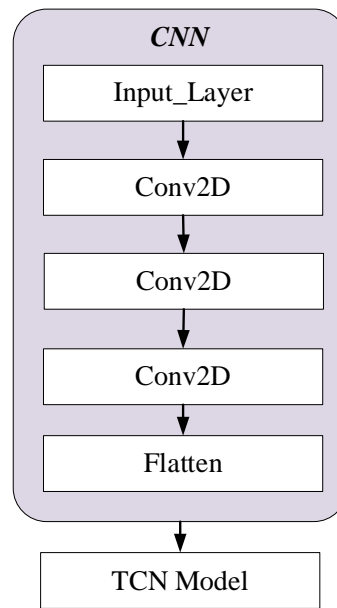 CNN
Input_Layer
Conv2D
Conv2D
Conv2D
Flatten
TCN Model